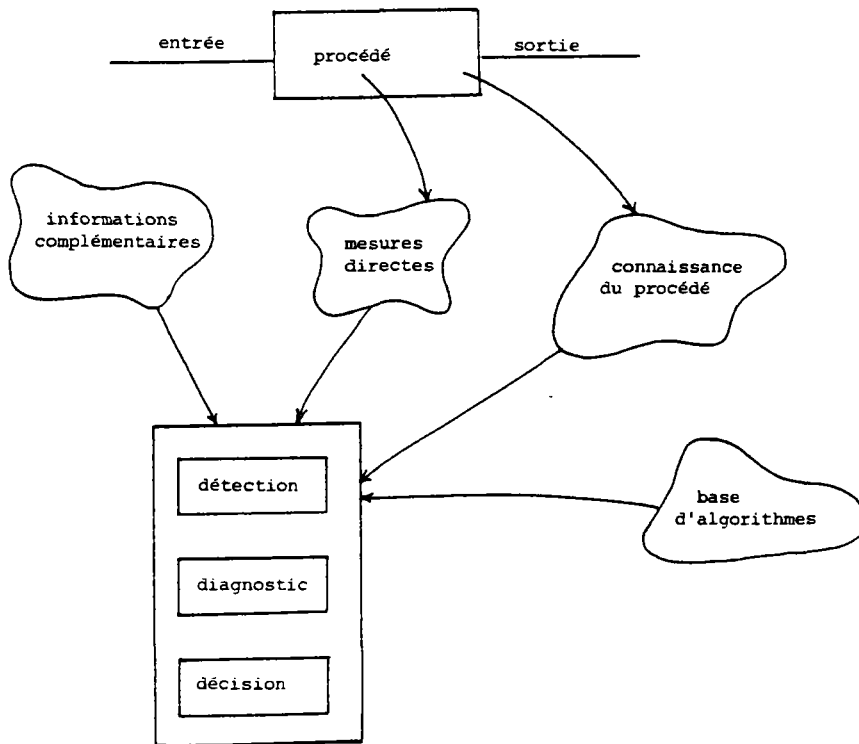 entrée
procédé
sortie
informations
complémentaires
mesures
directes
connaissance
du procédé
détection
base
d'algorithmes
diagnostic
décision